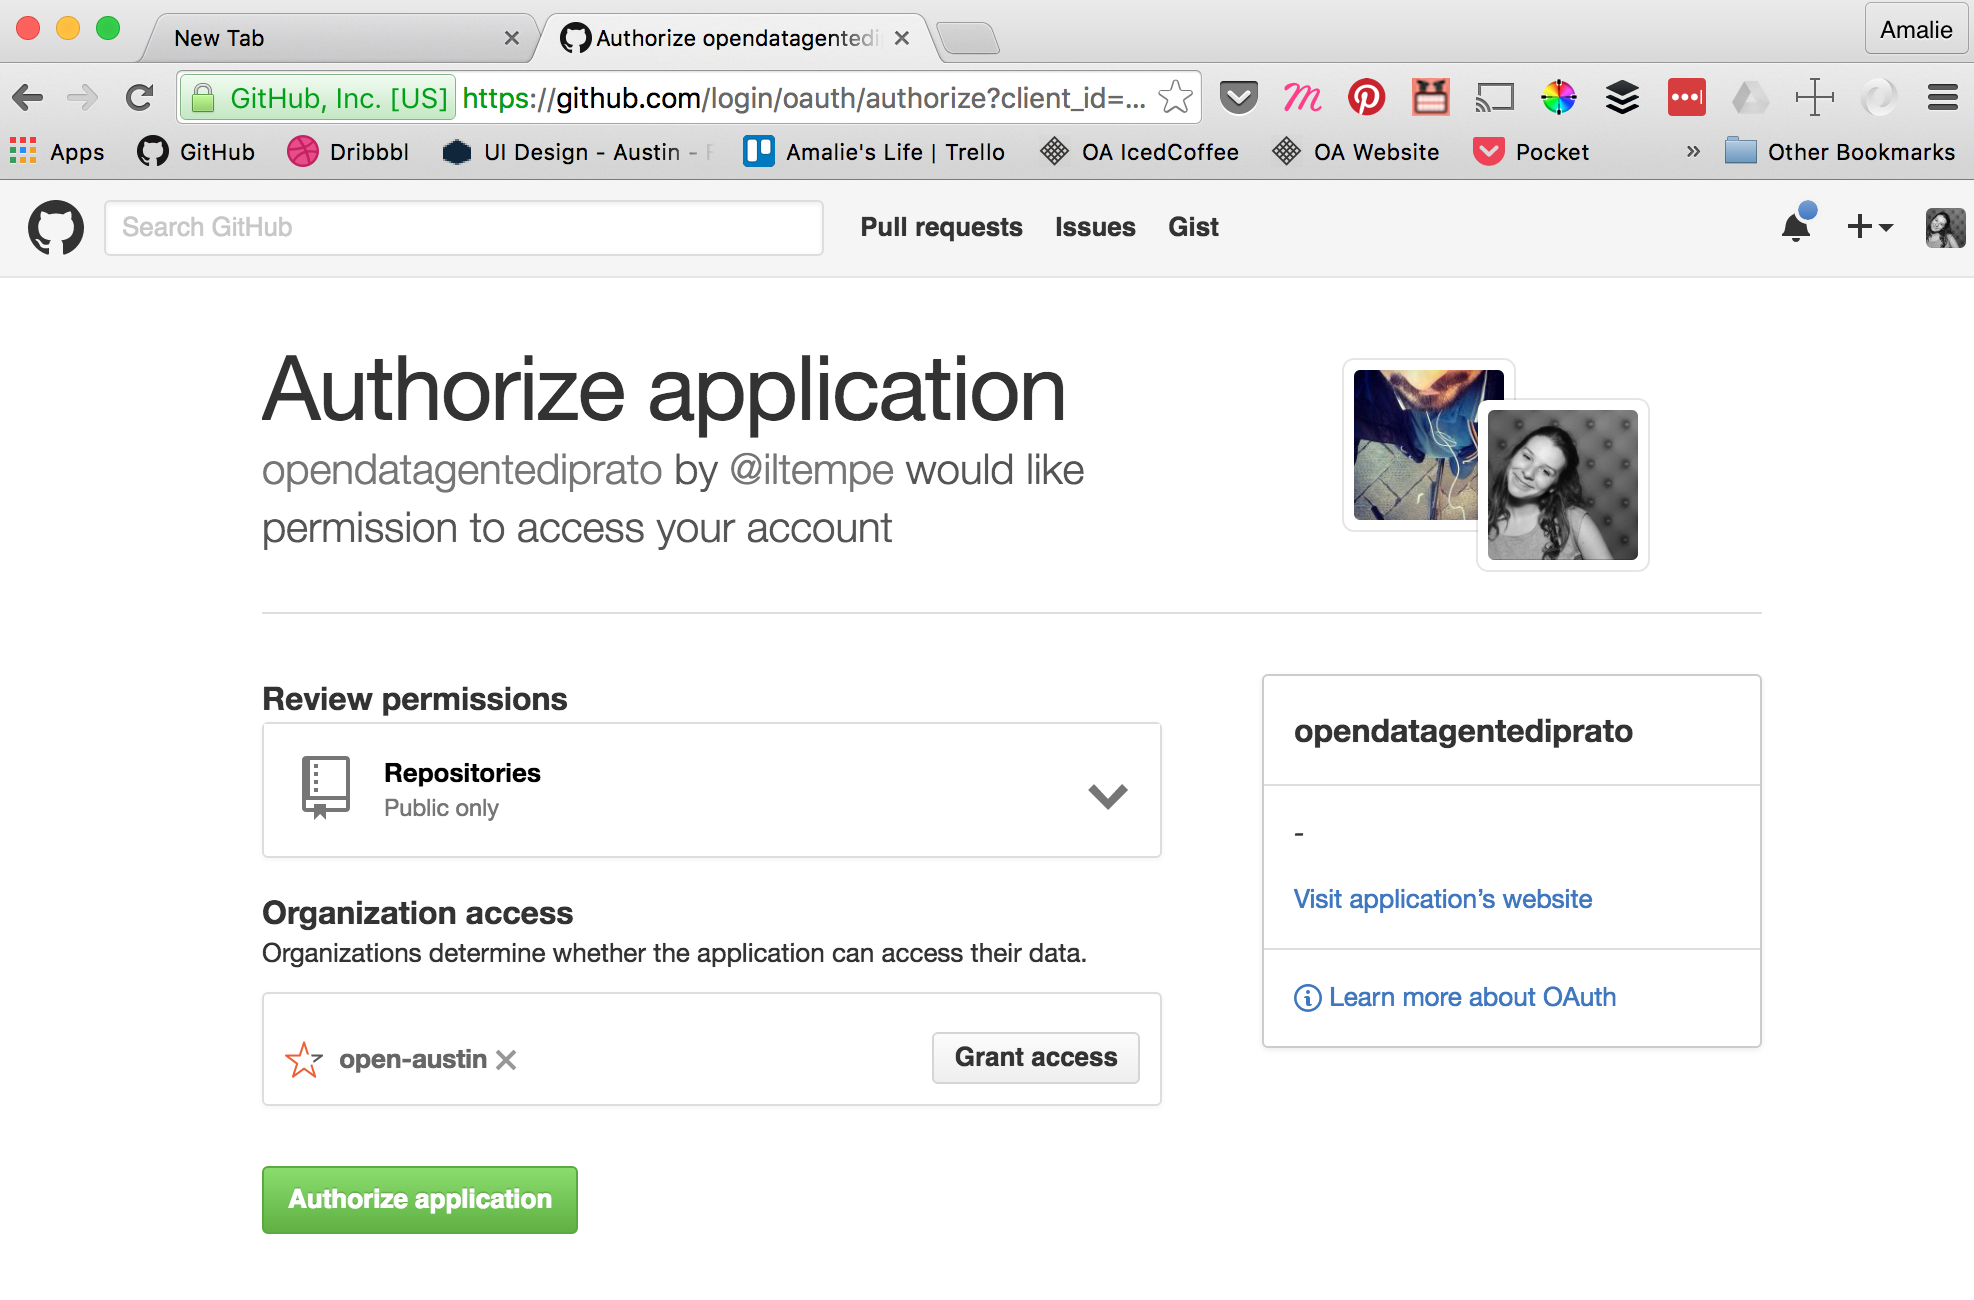 New Tab
Authorize opendatagentedi
Amalie
GitHub, Inc. [US]
https://github.com/login/oauth/authorize?client_id=...
Apps
GitHub
Dribbbl
UI Design - Austin -
Amalie's Life | Trello
OA IcedCoffee
OA Website
Pocket
»
Other Bookmarks
Search GitHub
Pull requests
Issues
Gist
Authorize application
opendatagentediprato by @iltempe would like
permission to access your account
Review permissions
Repositories
Public only
Organization access
Organizations determine whether the application can access their data.
open-austin
Grant access
Authorize application
opendatagentediprato
-
Visit application’s website
Learn more about OAuth